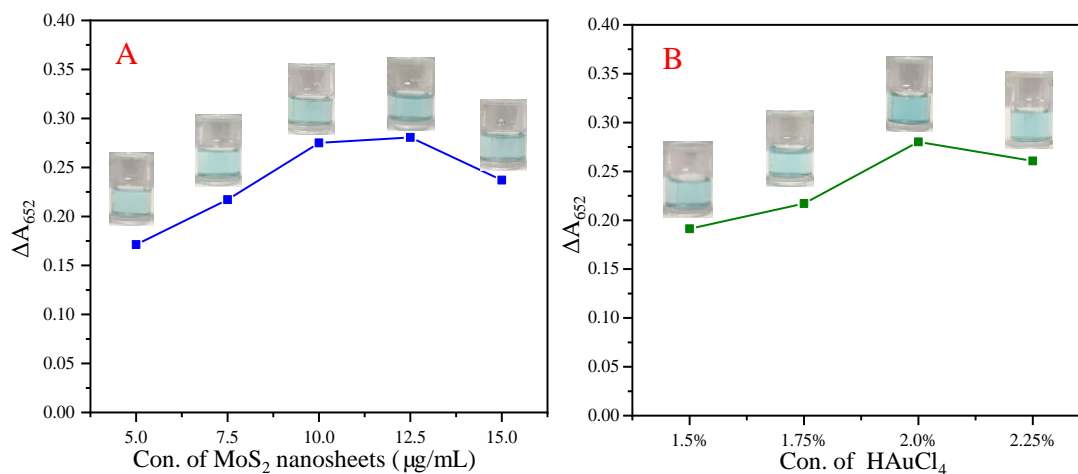 A
0.40
0.35
0.30
0.25
0.20
0.15
0.10
0.05
0.00
ΔA₆₅₂
5.0 7.5 10.0 12.5 15.0
Con. of MoS₂ nanosheets (μg/mL)
B
0.40
0.35
0.30
0.25
0.20
0.15
0.10
0.05
0.00
ΔA₆₅₂
1.5% 1.75% 2.0% 2.25%
Con. of HAuCl₄